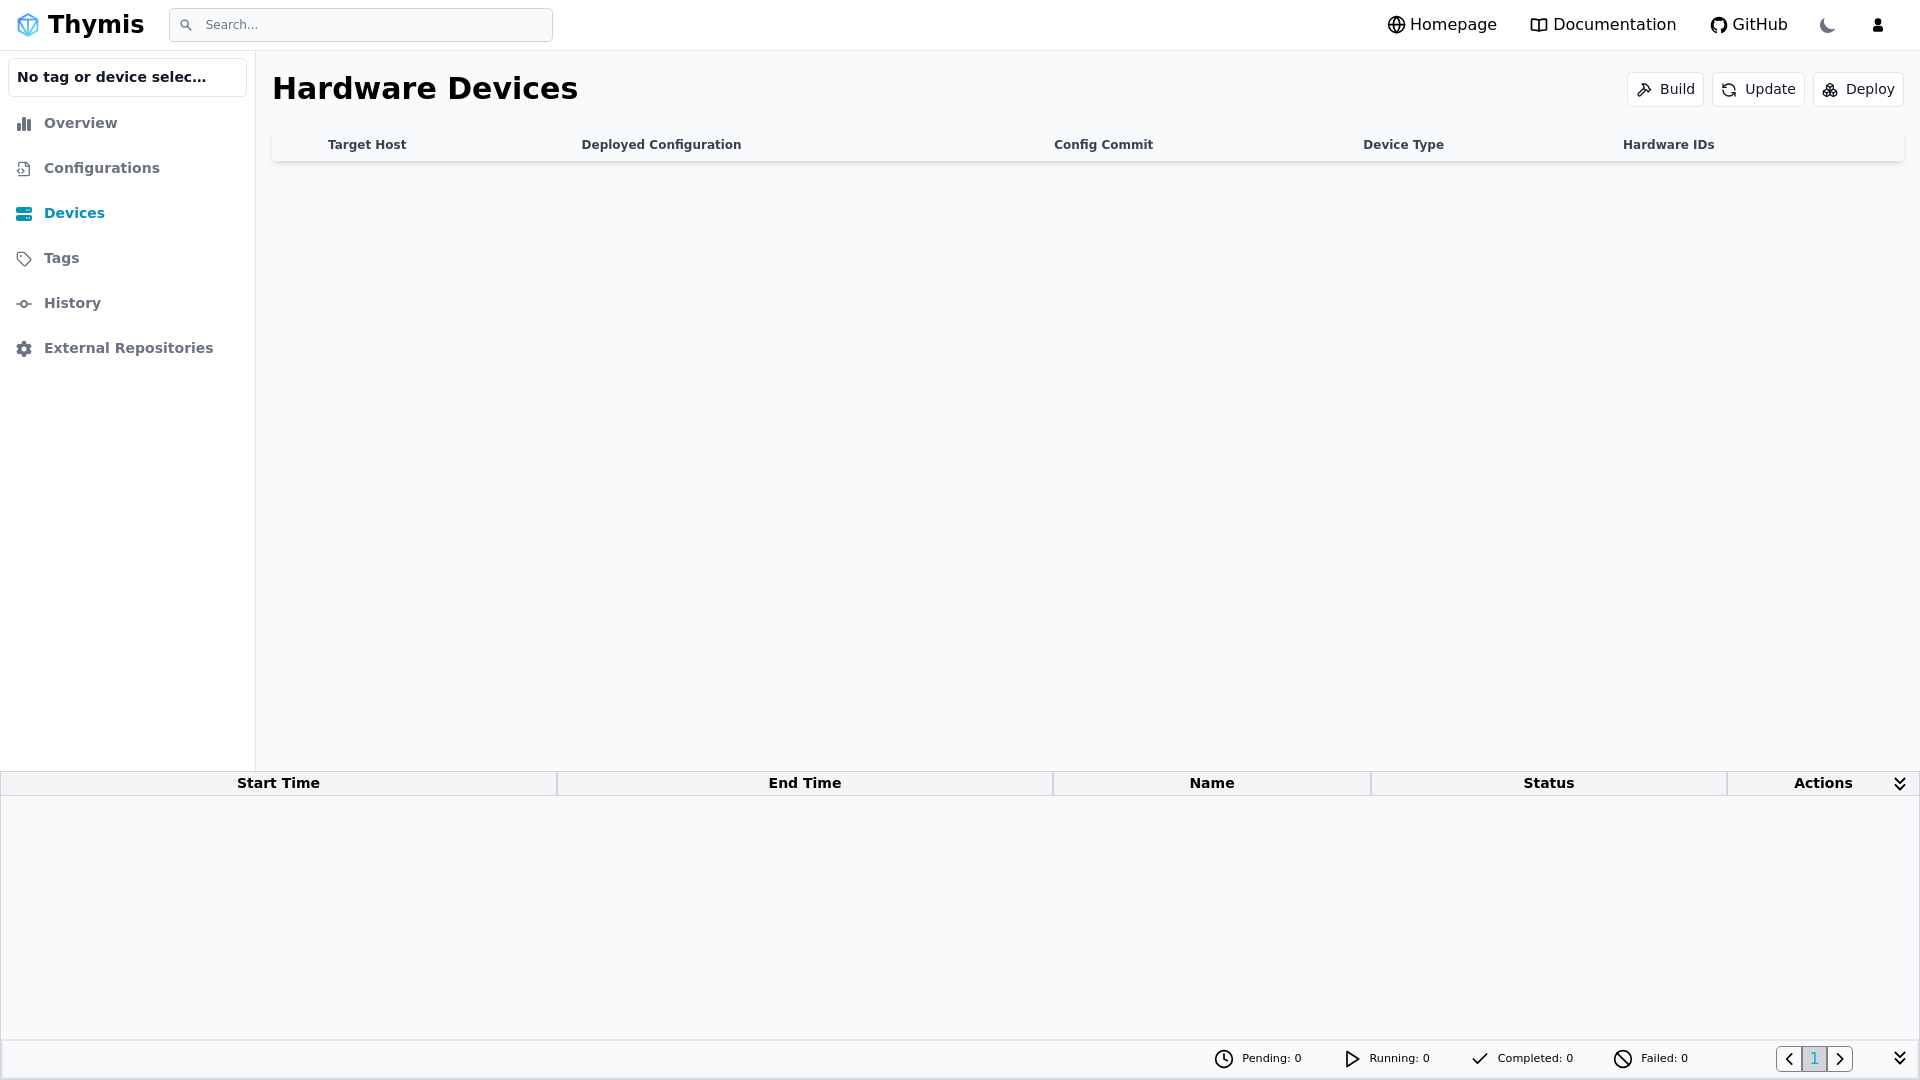 Thymis
Search...
Homepage
Documentation
GitHub
No tag or device selec...
Overview
Configurations
Devices
Tags
History
External Repositories
Hardware Devices
Build
Update
Deploy
Target Host
Deployed Configuration
Config Commit
Device Type
Hardware IDs
Start Time
End Time
Name
Status
Actions
Pending: 0
Running: 0
Completed: 0
Failed: 0
1